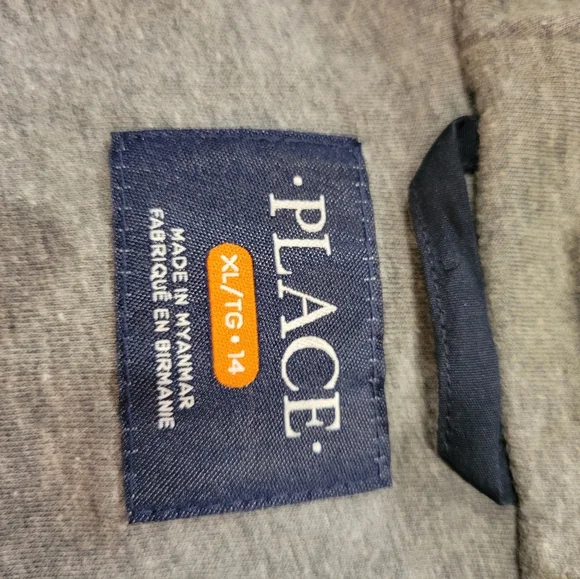 ·PLACE·
XL/TG • 14
MADE IN MYANMAR
FABRIQUÉ EN BIRMANIE